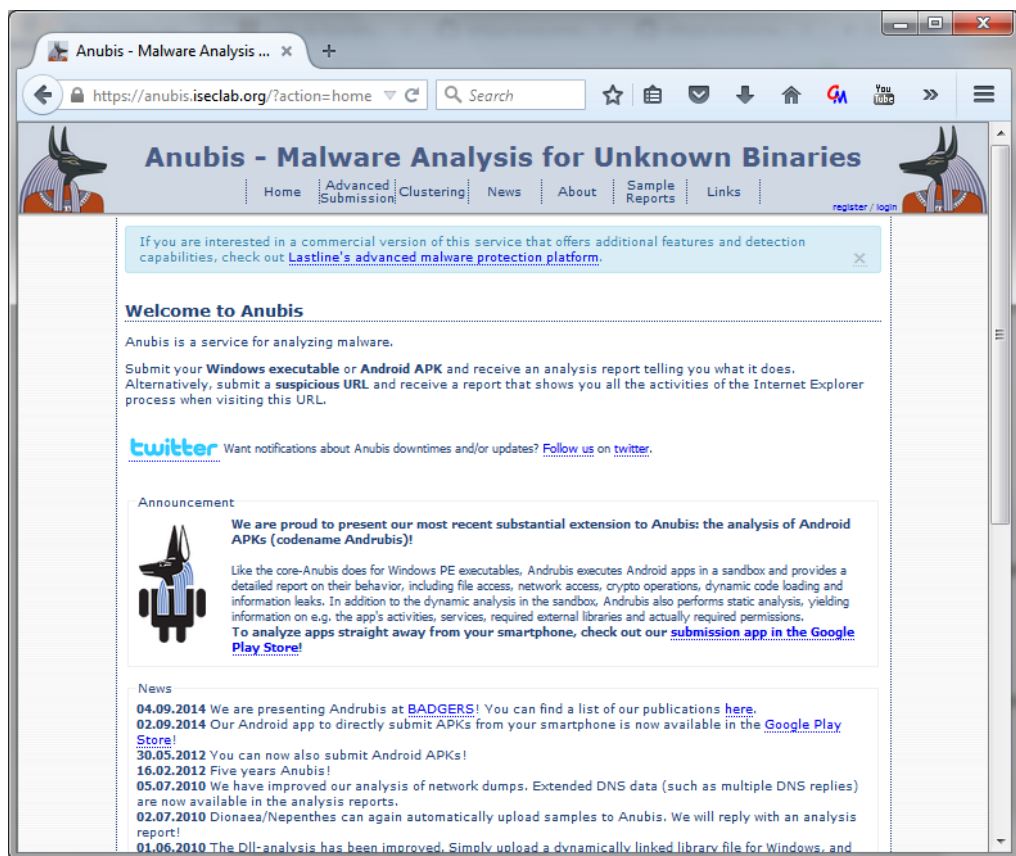 Anubis - Malware Analysis ...
https://anubis.iseclab.org/?action=home
Search
GM
You
Tube
Anubis - Malware Analysis for Unknown Binaries
Home
Advanced
Submission
Clustering
News
About
Sample
Reports
Links
register / login
If you are interested in a commercial version of this service that offers additional features and detection
capabilities, check out Lastline's advanced malware protection platform.
Welcome to Anubis
Anubis is a service for analyzing malware.
Submit your Windows executable or Android APK and receive an analysis report telling you what it does.
Alternatively, submit a suspicious URL and receive a report that shows you all the activities of the Internet Explorer
process when visiting this URL.
twitter Want notifications about Anubis downtimes and/or updates? Follow us on twitter.
Announcement
We are proud to present our most recent substantial extension to Anubis: the analysis of Android
APKs (codename Andrubis)!
Like the core-Anubis does for Windows PE executables, Andrubis executes Android apps in a sandbox and provides a
detailed report on their behavior, including file access, network access, crypto operations, dynamic code loading and
information leaks. In addition to the dynamic analysis in the sandbox, Andrubis also performs static analysis, yielding
information on e.g. the app's activities, services, required external libraries and actually required permissions.
To analyze apps straight away from your smartphone, check out our submission app in the Google
Play Store!
News
04.09.2014 We are presenting Andrubis at BADGERS! You can find a list of our publications here.
02.09.2014 Our Android app to directly submit APKs from your smartphone is now available in the Google Play
Store!
30.05.2012 You can now also submit Android APKs!
16.02.2012 Five years Anubis!
05.07.2010 We have improved our analysis of network dumps. Extended DNS data (such as multiple DNS replies)
are now available in the analysis reports.
02.07.2010 Dionaea/Nepenthes can again automatically upload samples to Anubis. We will reply with an analysis
report!
01.06.2010 The Dll-analysis has been improved. Simply upload a dynamically linked library file for Windows, and